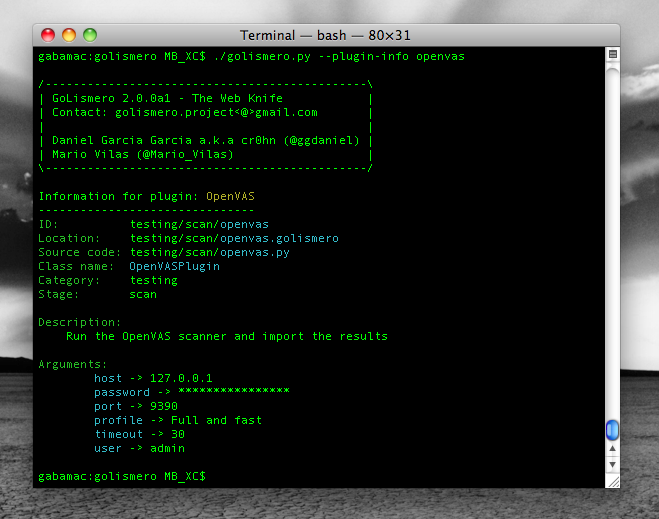 Terminal — bash — 80×31
gabamac:golismero MB_XC$ ./golismero.py --plugin-info openvas
/----------------------------------------------\
| GoLismero 2.0.0a1 - The Web Knife            |
| Contact: golismero.project<@>gmail.com       |
|                                              |
| Daniel Garcia Garcia a.k.a cr0hn (@ggdaniel) |
| Mario Vilas (@Mario_Vilas)                   |
\----------------------------------------------/
Information for plugin: OpenVAS
-------------------------------
ID:           testing/scan/openvas
Location:     testing/scan/openvas.golismero
Source code:  testing/scan/openvas.py
Class name:   OpenVASPlugin
Category:     testing
Stage:        scan
Description:
    Run the OpenVAS scanner and import the results
Arguments:
        host -> 127.0.0.1
        password -> ****************
        port -> 9390
        profile -> Full and fast
        timeout -> 30
        user -> admin
gabamac:golismero MB_XC$